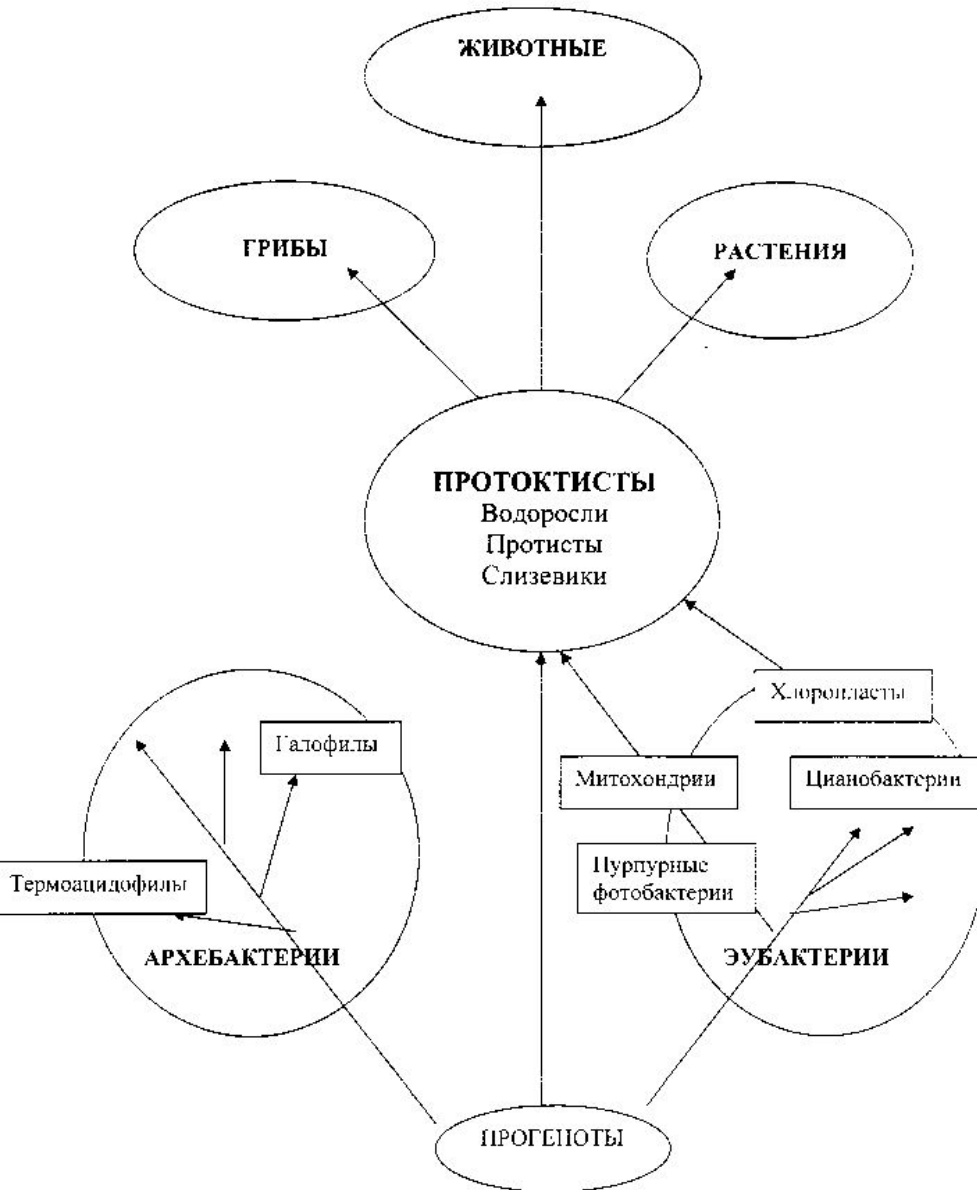 ЖИВОТНЫЕ
ГРИБЫ
РАСТЕНИЯ
ПРОТОКТИСТЫ
Водоросли
Протисты
Слизевики
Хлоропласты
Галофилы
Митохондрии
Цианобактерии
Термоацидофилы
Пурпурные
фотобактерии
АРХЕБАКТЕРИИ
ЭУБАКТЕРИИ
ПРОГЕНОТЫ